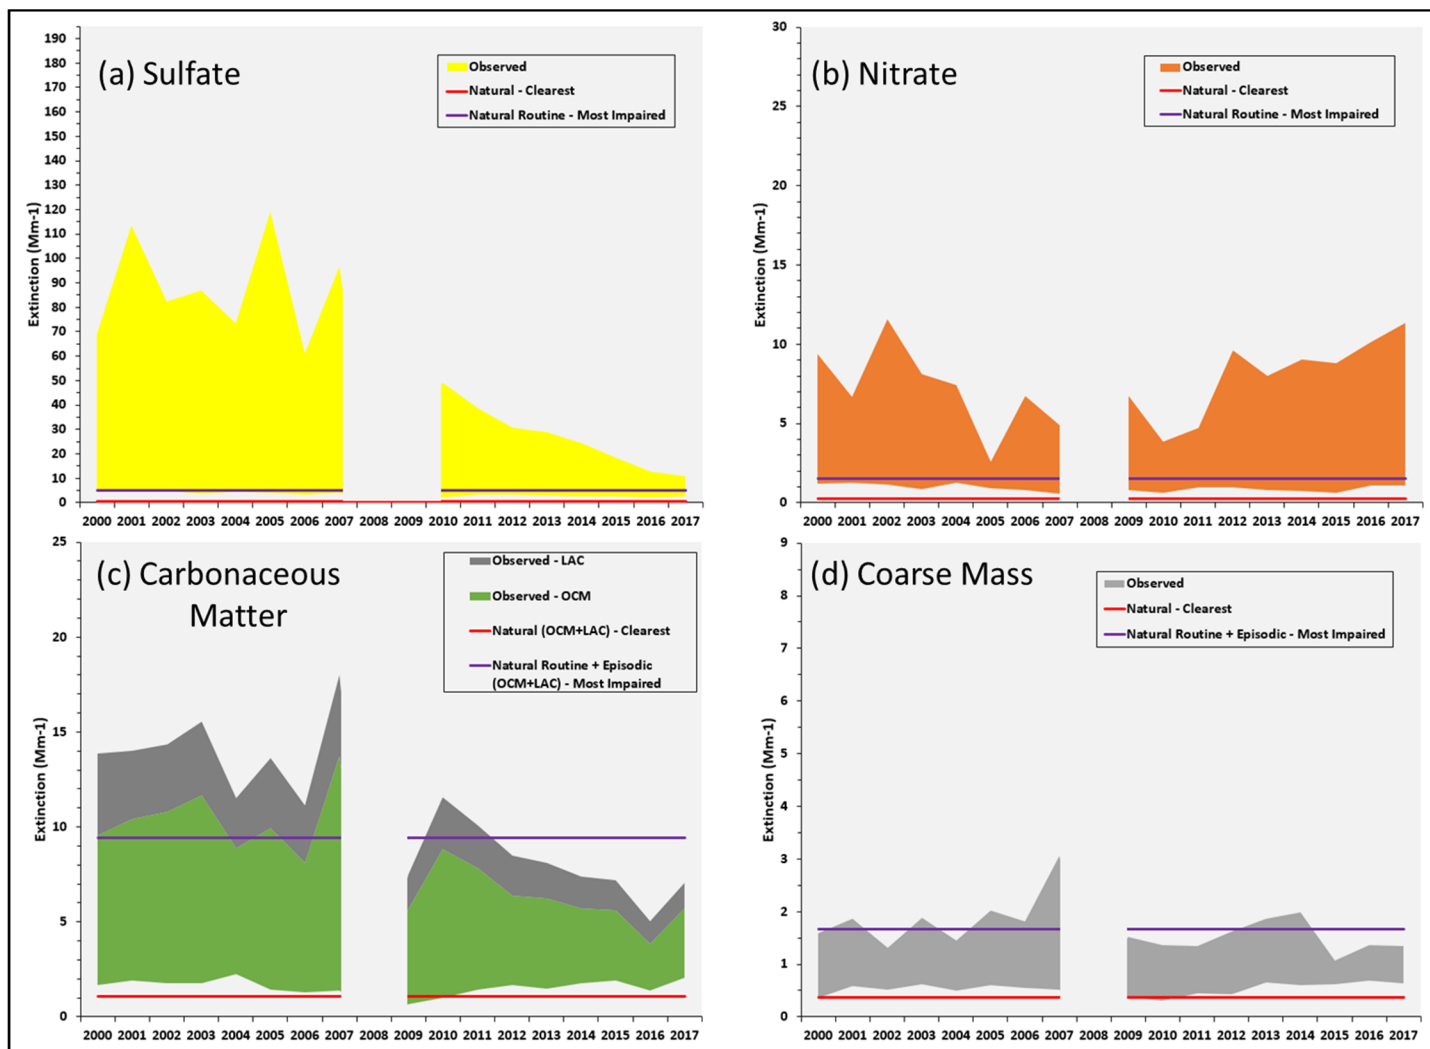 (a) Sulfate
Observed
Natural - Clearest
Natural Routine - Most Impaired
Extinction (Mm-1)
190
180
170
160
150
140
130
120
110
100
90
80
70
60
50
40
30
20
10
0
2000 2001 2002 2003 2004 2005 2006 2007 2008 2009 2010 2011 2012 2013 2014 2015 2016 2017
(b) Nitrate
Observed
Natural - Clearest
Natural Routine - Most Impaired
Extinction (Mm-1)
30
25
20
15
10
5
0
2000 2001 2002 2003 2004 2005 2006 2007 2008 2009 2010 2011 2012 2013 2014 2015 2016 2017
(c) Carbonaceous
Matter
Observed - LAC
Observed - OCM
Natural (OCM+LAC) - Clearest
Natural Routine + Episodic
(OCM+LAC) - Most Impaired
Extinction (Mm-1)
25
20
15
10
5
0
2000 2001 2002 2003 2004 2005 2006 2007 2008 2009 2010 2011 2012 2013 2014 2015 2016 2017
(d) Coarse Mass
Observed
Natural - Clearest
Natural Routine + Episodic - Most Impaired
Extinction (Mm-1)
9
8
7
6
5
4
3
2
1
0
2000 2001 2002 2003 2004 2005 2006 2007 2008 2009 2010 2011 2012 2013 2014 2015 2016 2017